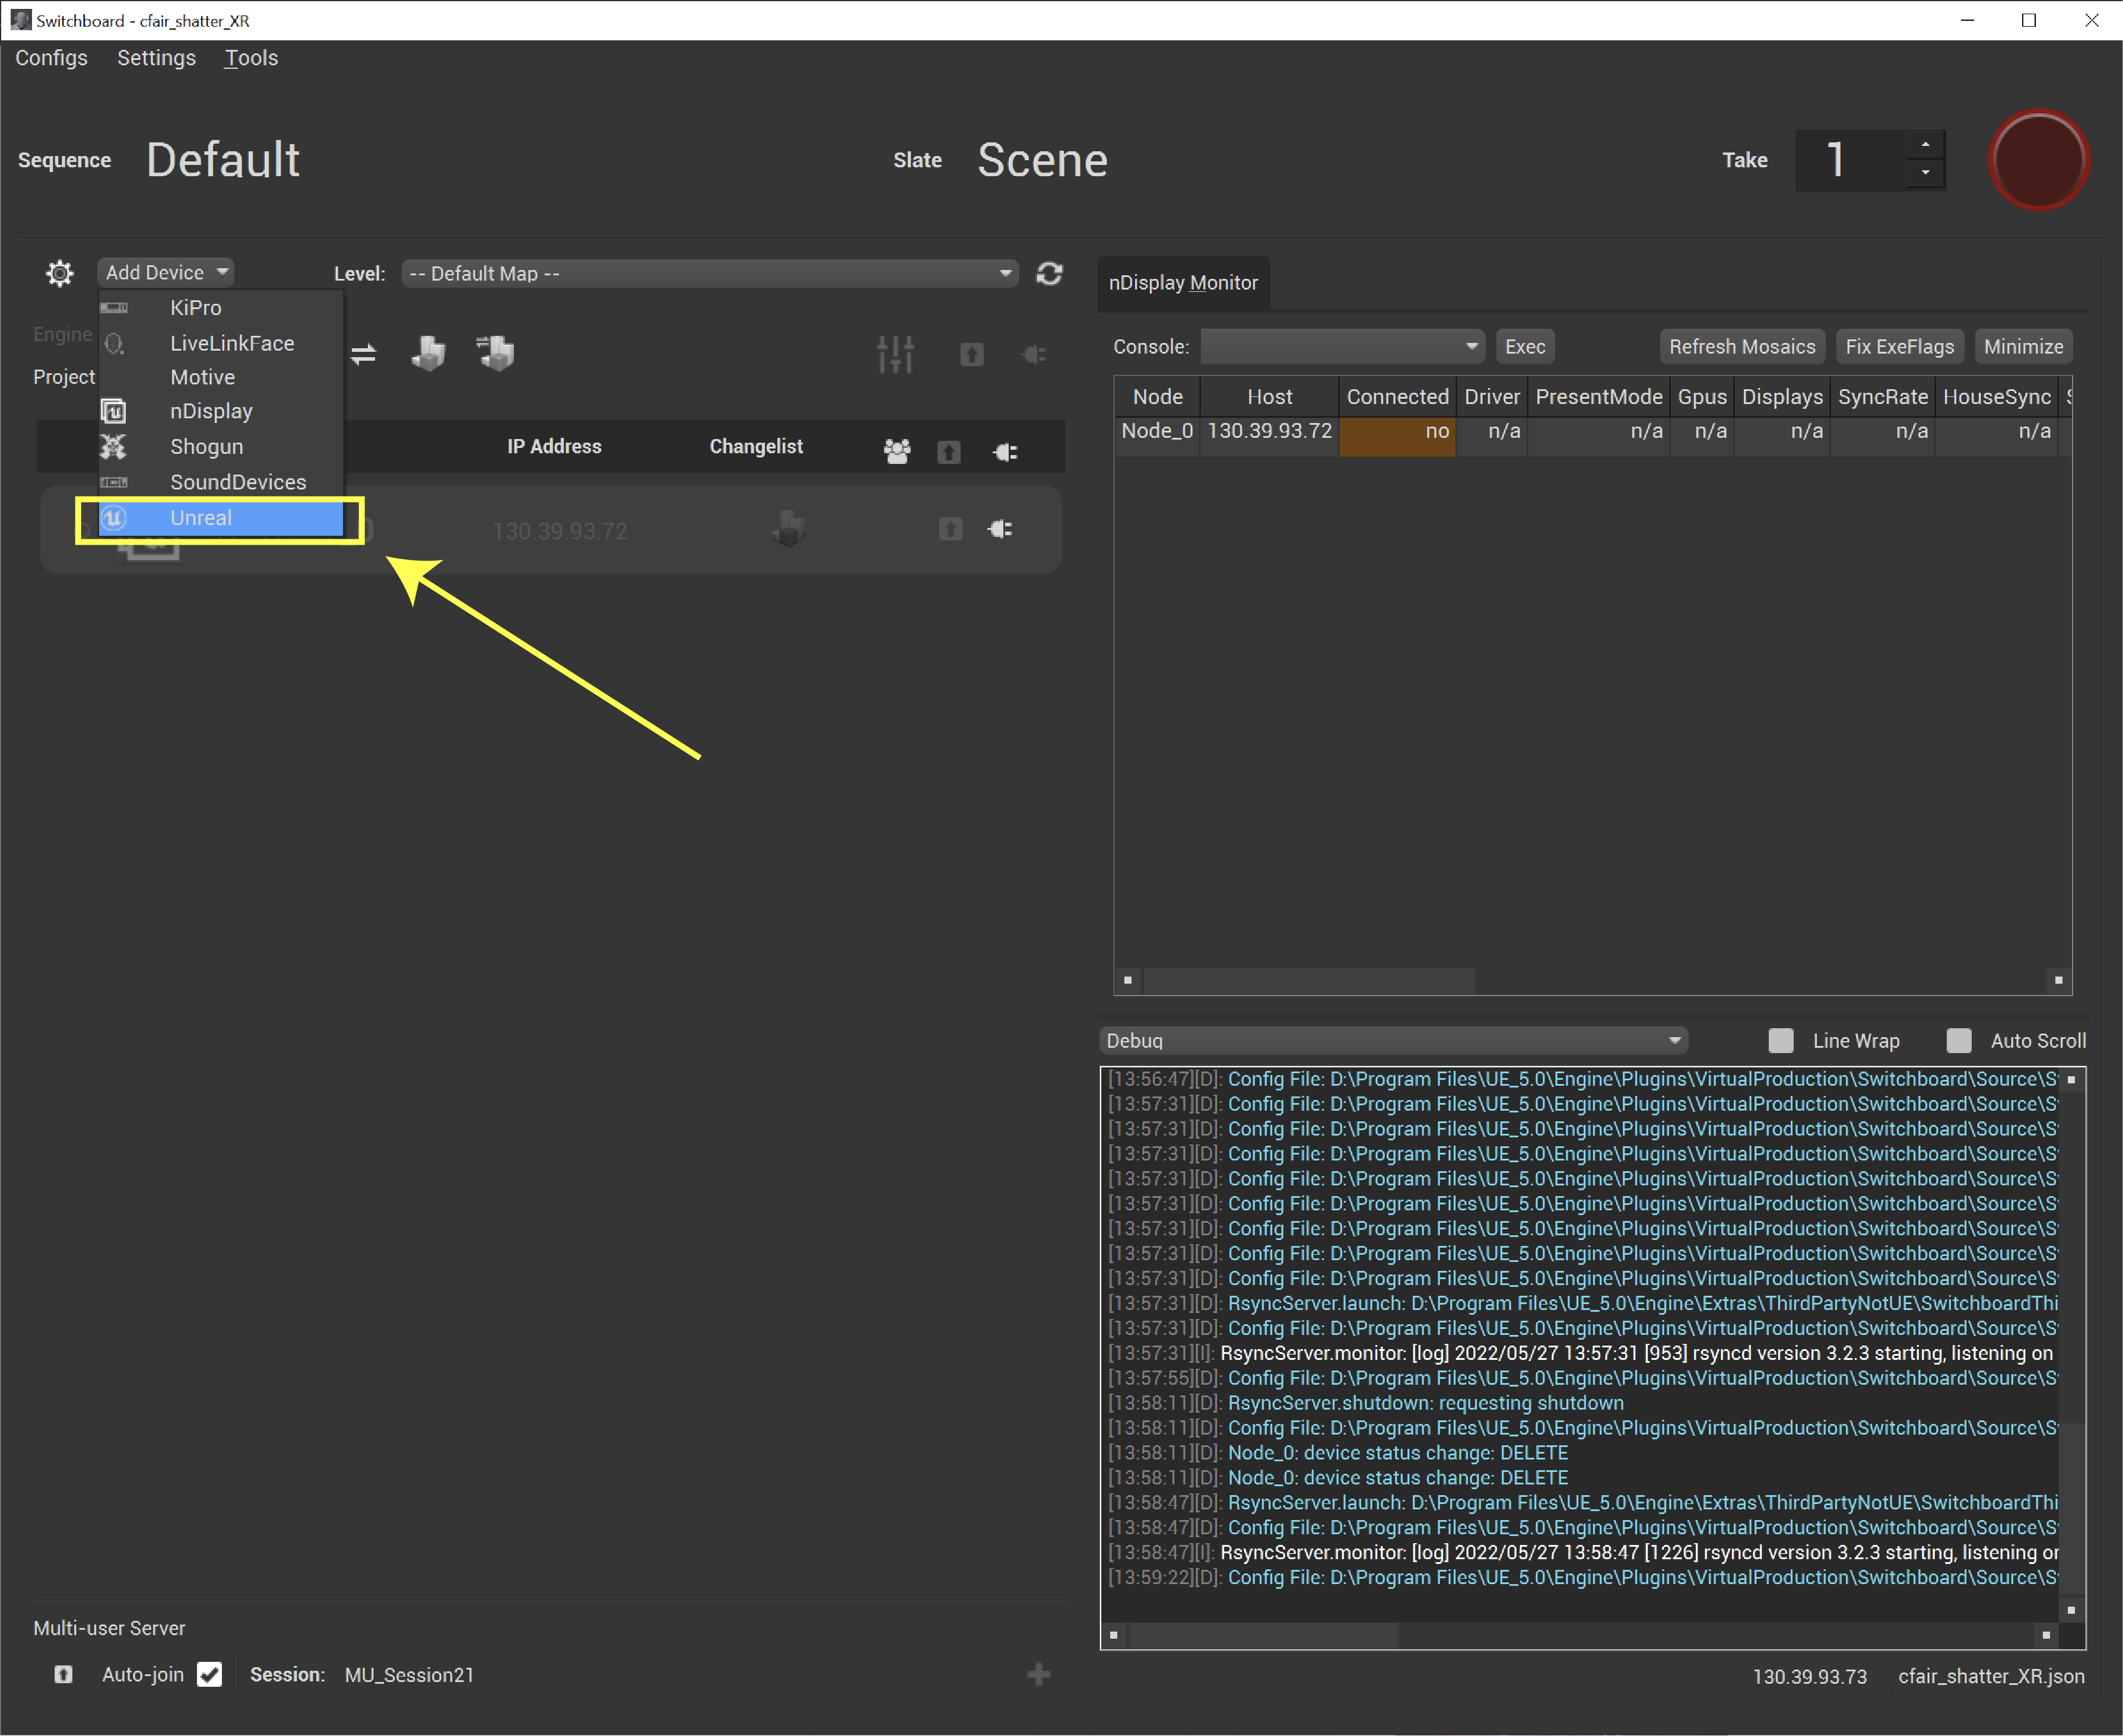 Switchboard - cfair_shatter_XR
Configs Settings Tools
Sequence Default Slate Scene Take 1
Add Device Level: -- Default Map --
KiPro
LiveLinkFace
Motive
nDisplay
Shogun
SoundDevices
Unreal
Engine
Project
IP Address Changelist
130.39.93.72
nDisplay Monitor
Console: Exec Refresh Mosaics Fix ExeFlags Minimize
Node Host Connected Driver PresentMode Gpus Displays SyncRate HouseSync
Node_0 130.39.93.72 no n/a n/a n/a n/a n/a n/a
Debug Line Wrap Auto Scroll
[13:56:47][D]: Config File: D:\Program Files\UE_5.0\Engine\Plugins\VirtualProduction\Switchboard\Source\S
[13:57:31][D]: Config File: D:\Program Files\UE_5.0\Engine\Plugins\VirtualProduction\Switchboard\Source\S
[13:57:31][D]: Config File: D:\Program Files\UE_5.0\Engine\Plugins\VirtualProduction\Switchboard\Source\S
[13:57:31][D]: Config File: D:\Program Files\UE_5.0\Engine\Plugins\VirtualProduction\Switchboard\Source\S
[13:57:31][D]: Config File: D:\Program Files\UE_5.0\Engine\Plugins\VirtualProduction\Switchboard\Source\S
[13:57:31][D]: Config File: D:\Program Files\UE_5.0\Engine\Plugins\VirtualProduction\Switchboard\Source\S
[13:57:31][D]: Config File: D:\Program Files\UE_5.0\Engine\Plugins\VirtualProduction\Switchboard\Source\S
[13:57:31][D]: Config File: D:\Program Files\UE_5.0\Engine\Plugins\VirtualProduction\Switchboard\Source\S
[13:57:31][D]: Config File: D:\Program Files\UE_5.0\Engine\Plugins\VirtualProduction\Switchboard\Source\S
[13:57:31][D]: RsyncServer.launch: D:\Program Files\UE_5.0\Engine\Extras\ThirdPartyNotUE\SwitchboardThi
[13:57:31][D]: Config File: D:\Program Files\UE_5.0\Engine\Plugins\VirtualProduction\Switchboard\Source\S
[13:57:31][I]: RsyncServer.monitor: [log] 2022/05/27 13:57:31 [953] rsyncd version 3.2.3 starting, listening on
[13:57:55][D]: Config File: D:\Program Files\UE_5.0\Engine\Plugins\VirtualProduction\Switchboard\Source\S
[13:58:11][D]: RsyncServer.shutdown: requesting shutdown
[13:58:11][D]: Config File: D:\Program Files\UE_5.0\Engine\Plugins\VirtualProduction\Switchboard\Source\S
[13:58:11][D]: Node_0: device status change: DELETE
[13:58:11][D]: Node_0: device status change: DELETE
[13:58:47][D]: RsyncServer.launch: D:\Program Files\UE_5.0\Engine\Extras\ThirdPartyNotUE\SwitchboardThi
[13:58:47][D]: Config File: D:\Program Files\UE_5.0\Engine\Plugins\VirtualProduction\Switchboard\Source\S
[13:58:47][I]: RsyncServer.monitor: [log] 2022/05/27 13:58:47 [1226] rsyncd version 3.2.3 starting, listening or
[13:59:22][D]: Config File: D:\Program Files\UE_5.0\Engine\Plugins\VirtualProduction\Switchboard\Source\S
Multi-user Server
Auto-join Session: MU_Session21
130.39.93.73 cfair_shatter_XR.json